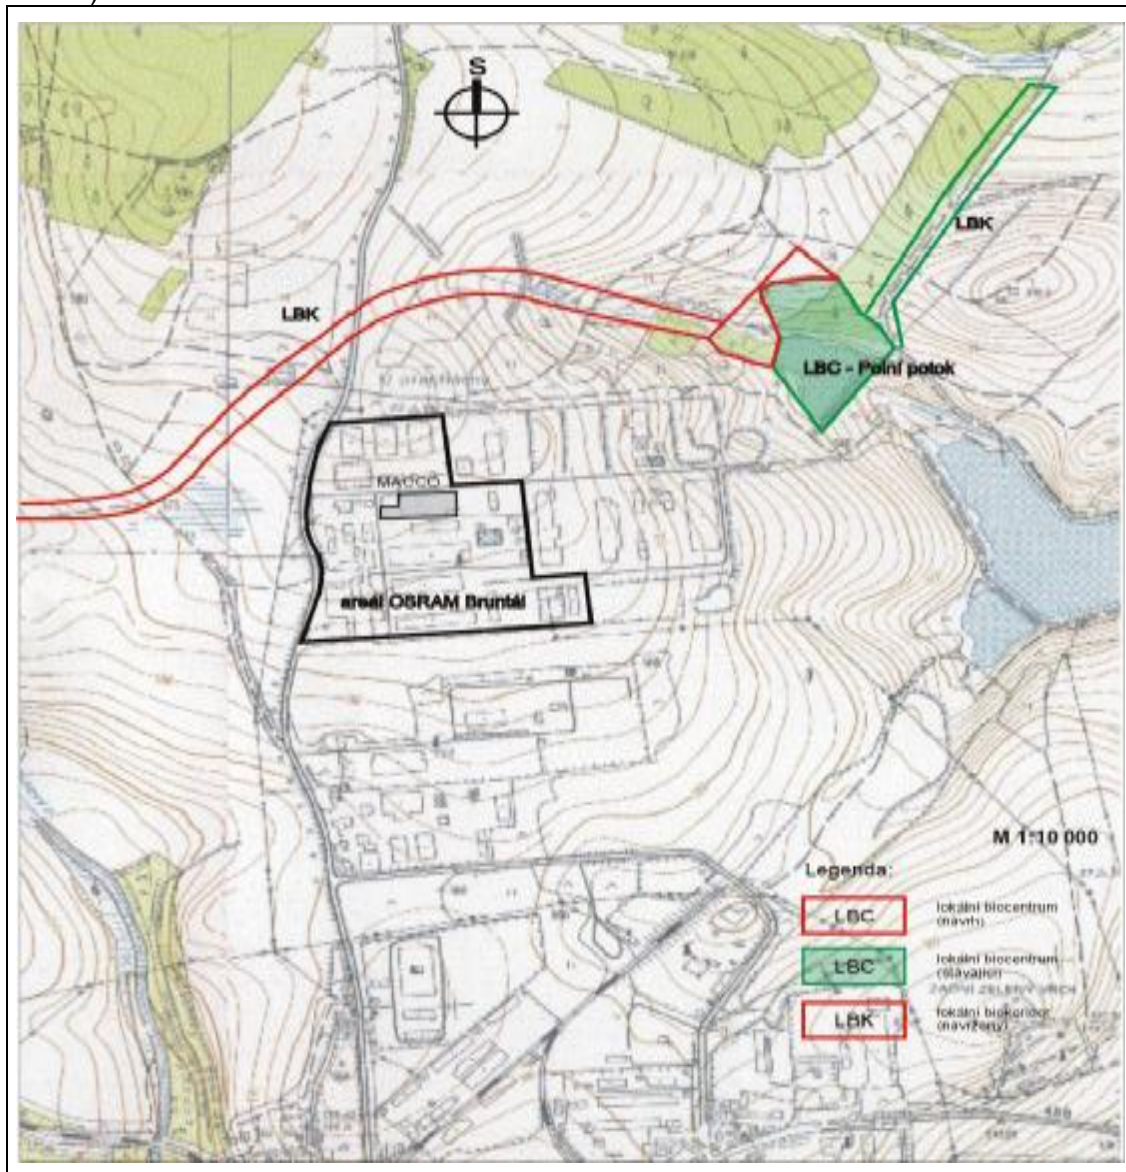 S
LBK
LBK
LBC - Polní potok
MACCO
areál OSRAM Bruntál
M 1:10 000
Legenda:
LBC
lokální biocentrum
(návrh)
LBC
lokální biocentrum
(stávající)
LBK
lokální biokoridor
(navržený)